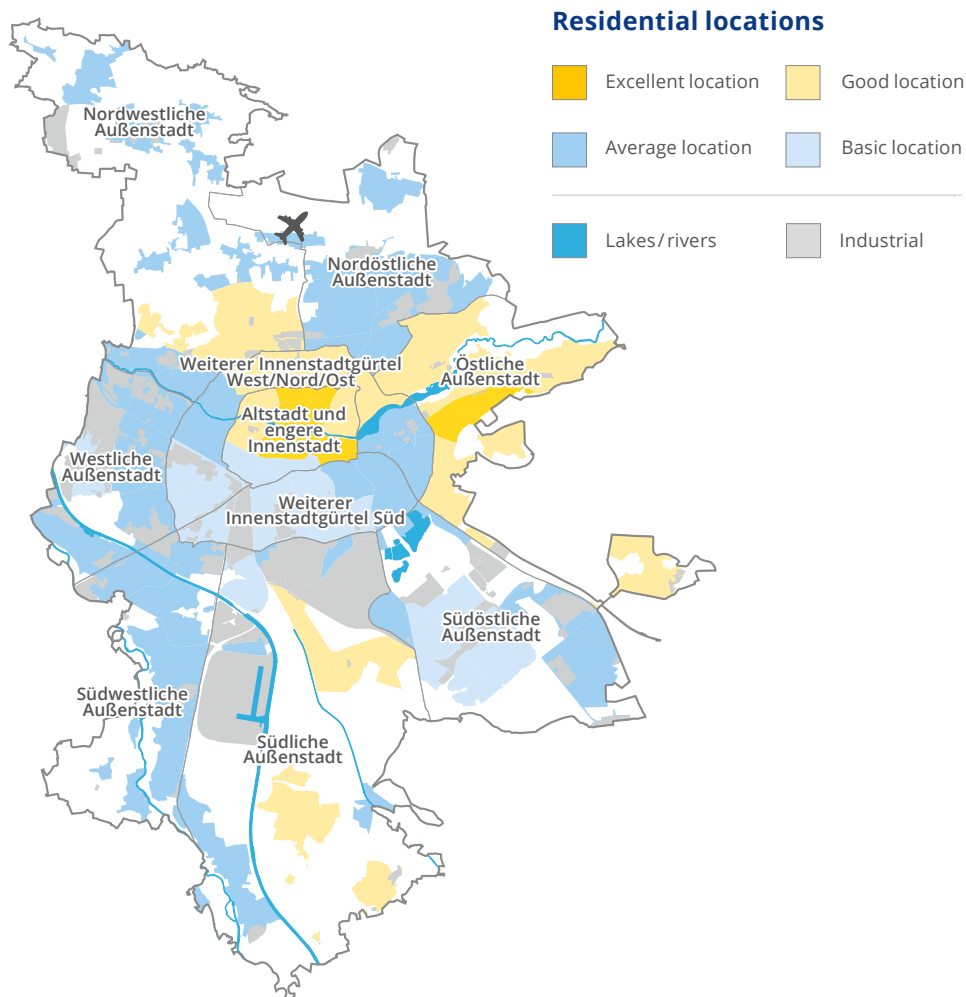 Residential locations
Excellent location
Good location
Average location
Basic location
Lakes/rivers
Industrial
Nordwestliche
Außenstadt
Nordöstliche
Außenstadt
Weiterer Innenstadtgürtel
West/Nord/Ost
Östliche
Außenstadt
Altstadt und
engere
Innenstadt
Westliche
Außenstadt
Weiterer
Innenstadtgürtel Süd
Südöstliche
Außenstadt
Südwestliche
Außenstadt
Südliche
Außenstadt